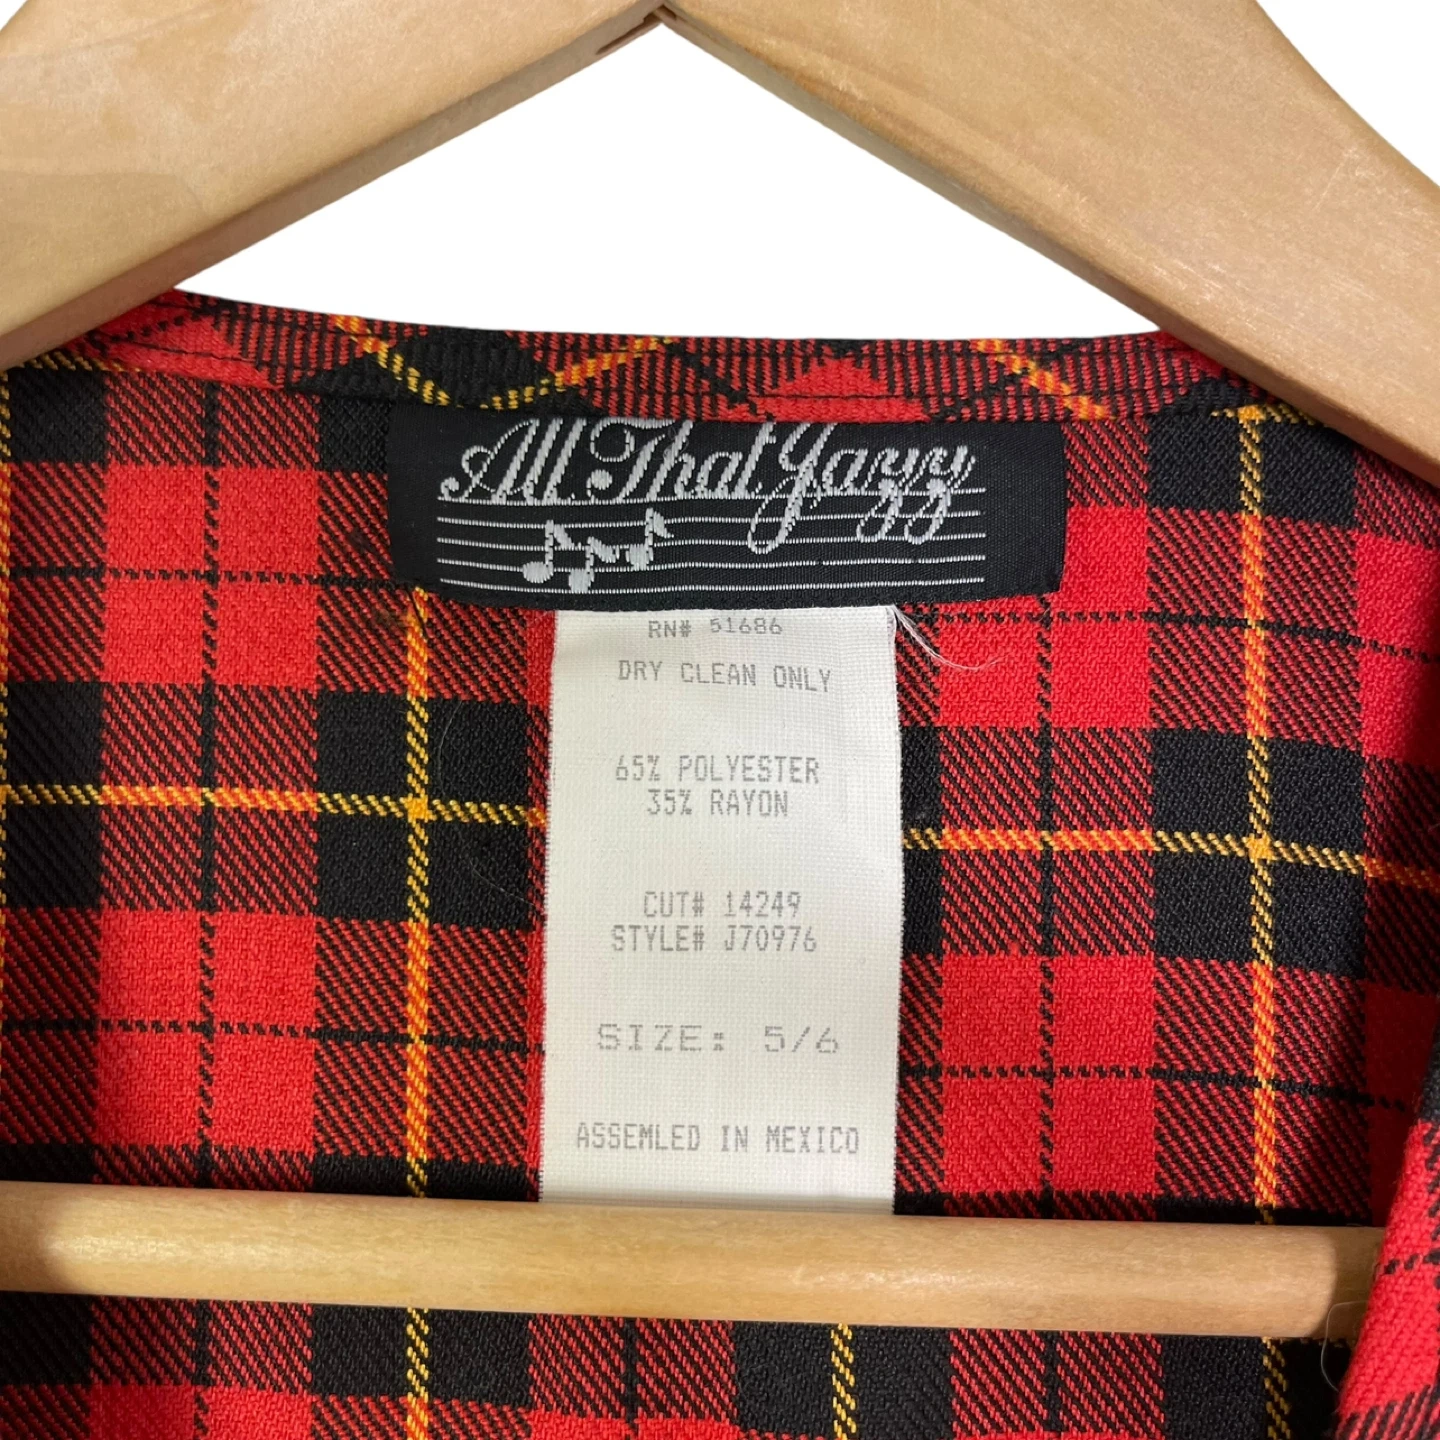 All That Jazz
RN# 51686
DRY CLEAN ONLY
65% POLYESTER
35% RAYON
CUT# 14249
STYLE# J70976
SIZE: 5/6
ASSEMLED IN MEXICO